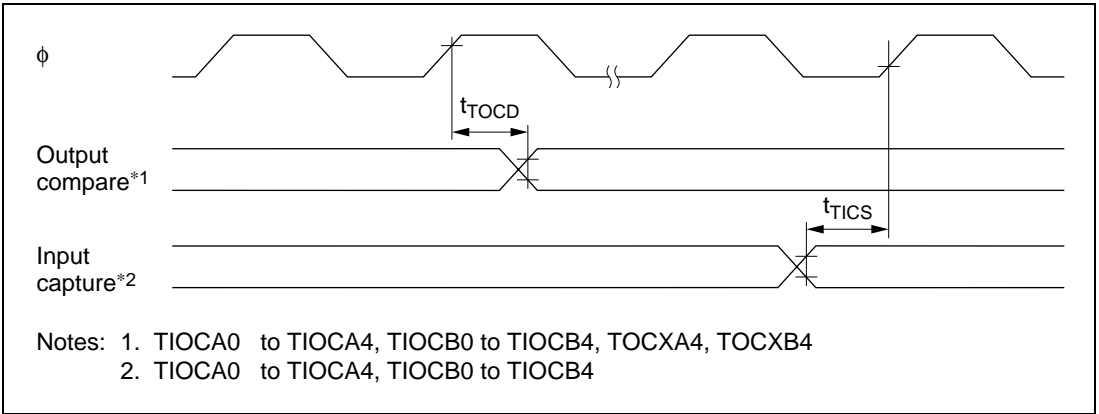 ϕ
tTOCD
Output
compare*1
tTICS
Input
capture*2
Notes: 1. TIOCA0 to TIOCA4, TIOCB0 to TIOCB4, TOCXA4, TOCXB4
2. TIOCA0 to TIOCA4, TIOCB0 to TIOCB4